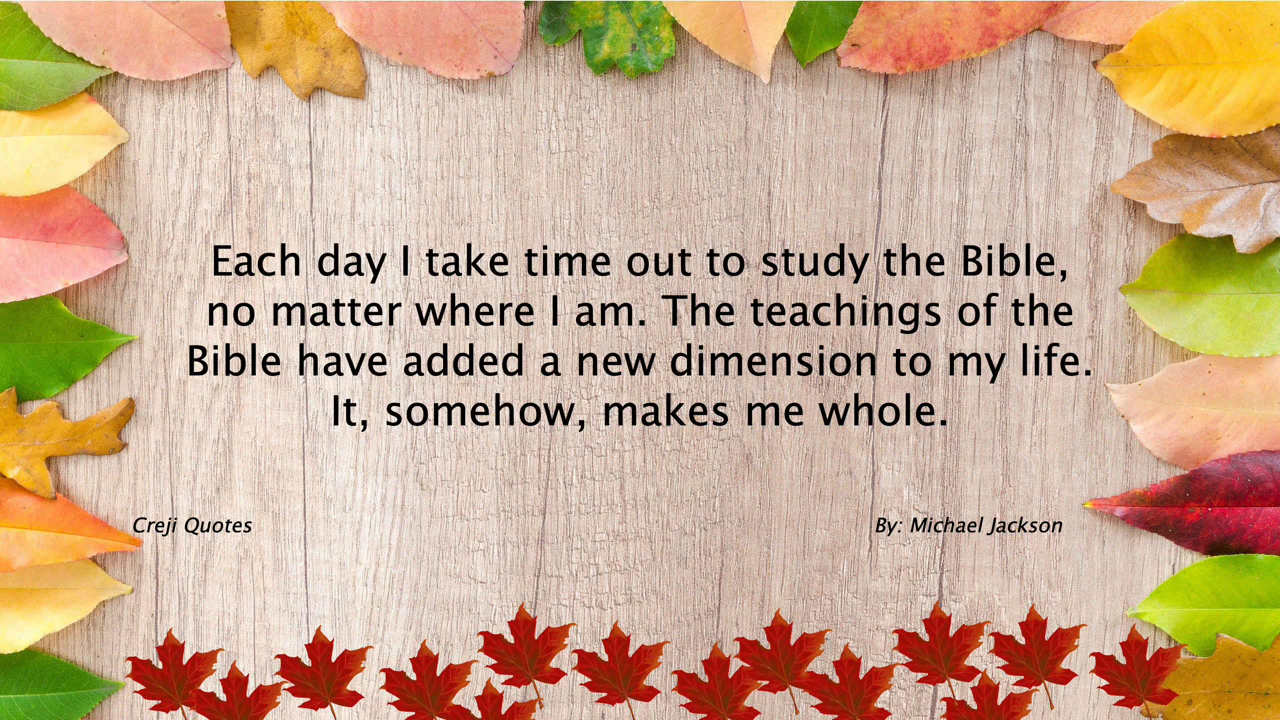 Each day I take time out to study the Bible,
no matter where I am. The teachings of the
Bible have added a new dimension to my life.
It, somehow, makes me whole.
Creji Quotes
By: Michael Jackson